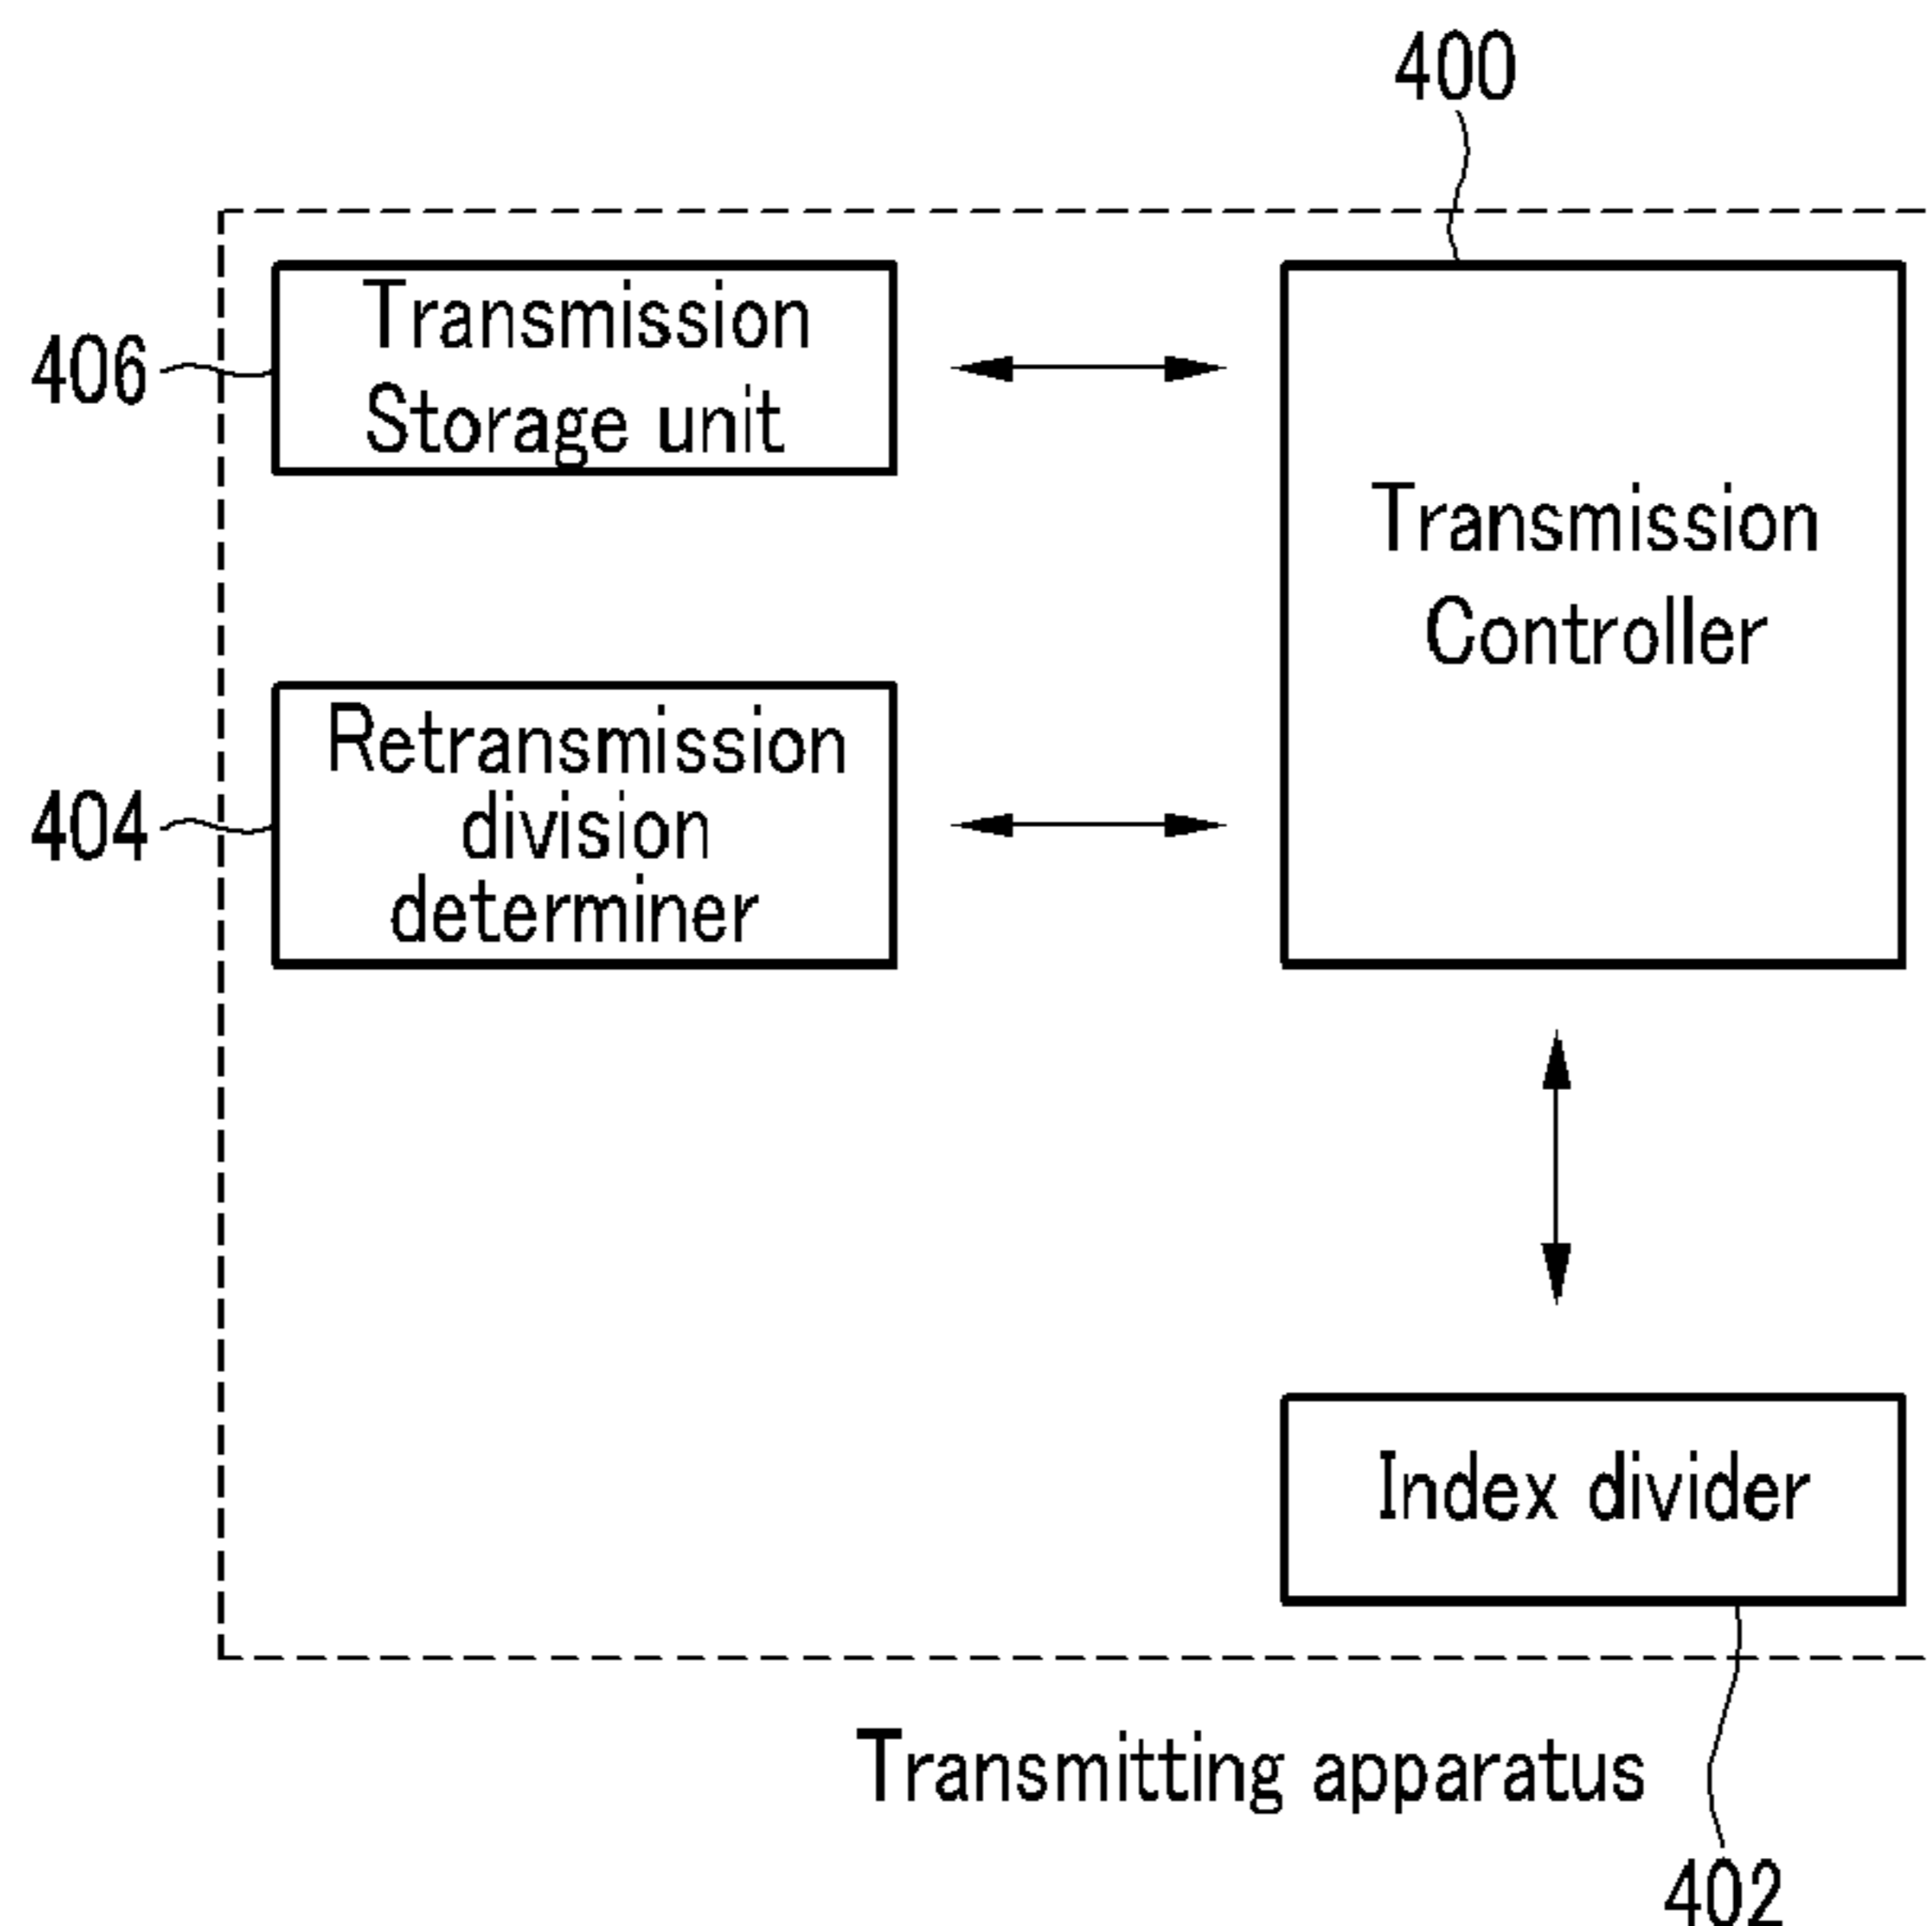 400
406
Transmission
Storage unit
Transmission
Controller
404
Retransmission
division
determiner
Index divider
Transmitting apparatus
402